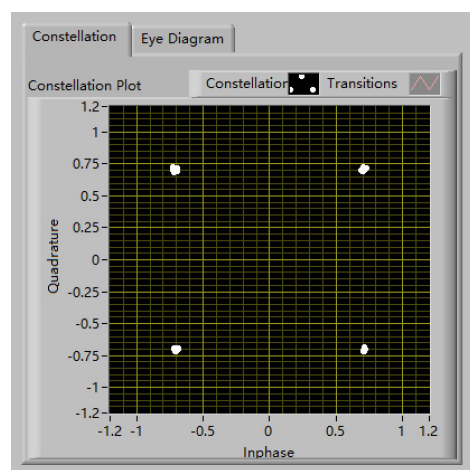 Constellation Eye Diagram
Constellation Plot Constellation Transitions
1.2
1
0.75
0.5
0.25
0
-0.25
-0.5
-0.75
-1
-1.2
Quadrature
-1.2 -1 -0.5 0 0.5 1 1.2
Inphase